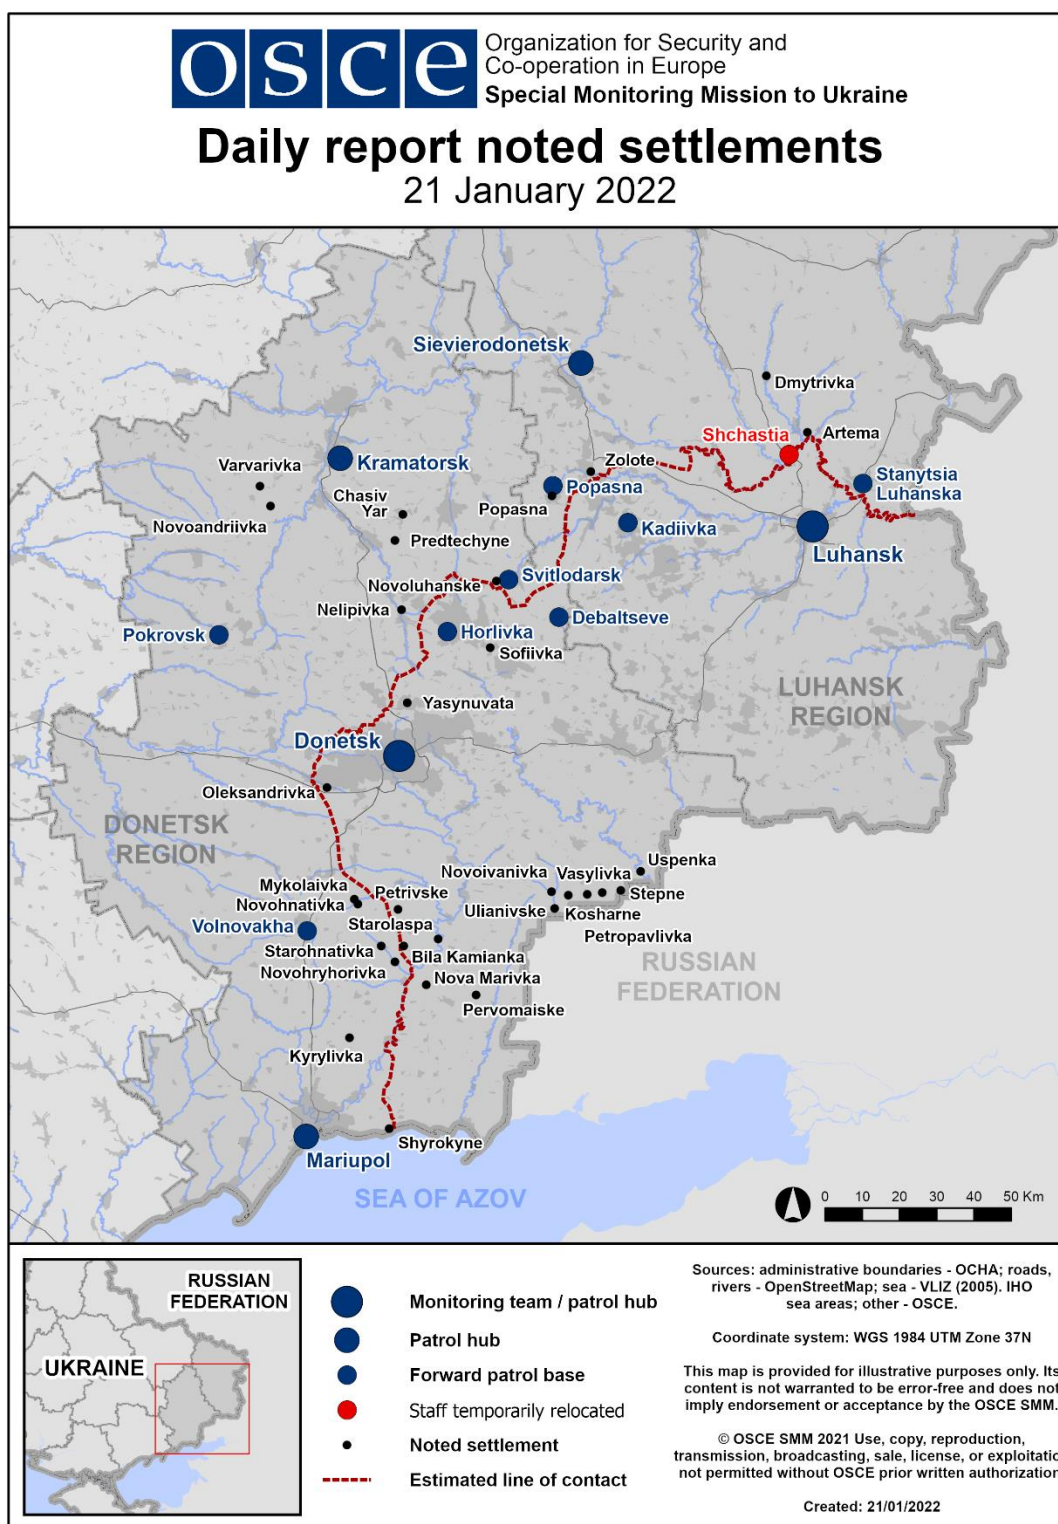 osce
Organization for Security and
Co-operation in Europe
Special Monitoring Mission to Ukraine
Daily report noted settlements
21 January 2022
Sievierodonetsk
Dmytrivka
Shchastia
Artema
Zolote
Kramatorsk
Varvarivka
Stanytsia
Luhanska
Popasna
Chasiv
Yar
Popasna
Novoandriivka
Kadiivka
Predtechyne
Luhansk
Svitlodarsk
Novoluhanske
Nelipivka
Debaltseve
Pokrovsk
Horlivka
Sofiivka
LUHANSK
REGION
Yasynuvata
Donetsk
Oleksandrivka
DONETSK
REGION
Uspenka
Novoivanivka
Vasylivka
Mykolaivka
Petrivske
Stepne
Novohnativka
Ulianivske
Kosharne
Volnovakha
Starolaspa
Petropavlivka
Starohnativka
Bila Kamianka
RUSSIAN
FEDERATION
Novohryhorivka
Nova Marivka
Pervomaiske
Kyrylivka
Shyrokyne
Mariupol
SEA OF AZOV
0 10 20 30 40 50 Km
RUSSIAN
FEDERATION
UKRAINE
Monitoring team / patrol hub
Patrol hub
Forward patrol base
Staff temporarily relocated
Noted settlement
Estimated line of contact
Sources: administrative boundaries - OCHA; roads,
rivers - OpenStreetMap; sea - VLIZ (2005). IHO
sea areas; other - OSCE.
Coordinate system: WGS 1984 UTM Zone 37N
This map is provided for illustrative purposes only. Its
content is not warranted to be error-free and does not
imply endorsement or acceptance by the OSCE SMM.
© OSCE SMM 2021 Use, copy, reproduction,
transmission, broadcasting, sale, license, or exploitatio
not permitted without OSCE prior written authorization
Created: 21/01/2022